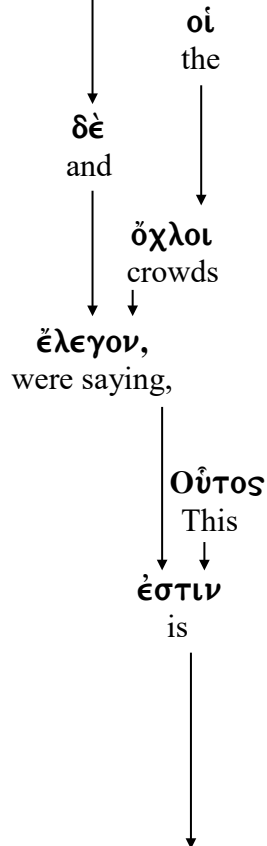 οἱ
the
δὲ
and
ὄχλοι
crowds
ἔλεγον,
were saying,
Οὗτος
This
ἐστιν
is